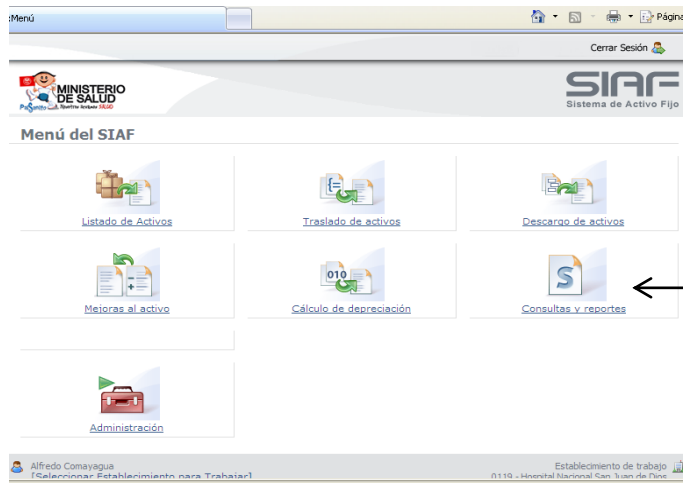 :Menú
Página
Cerrar Sesión
MINISTERIO
DE SALUD
SIAF
Sistema de Activo Fijo
Menú del SIAF
Listado de Activos
Traslado de activos
Descargo de activos
010
Mejoras al activo
Cálculo de depreciación
Consultas y reportes
Administración
Alfredo Comayagua
[Seleccionar Establecimiento para Trabajar]
Establecimiento de trabajo
0119 - Hospital Nacional San Juan de Dios